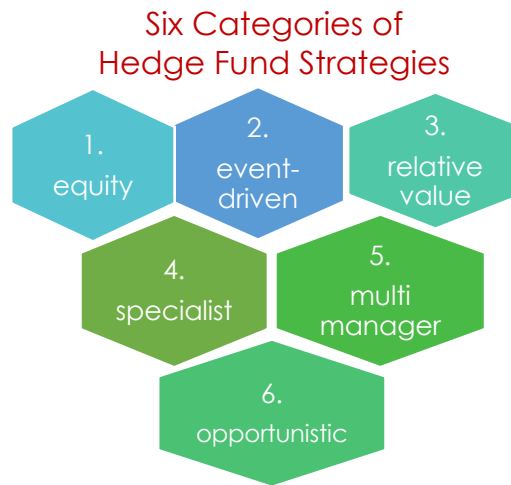 Six Categories of
Hedge Fund Strategies
1.
equity
2.
event-
driven
3.
relative
value
4.
specialist
5.
multi
manager
6.
opportunistic